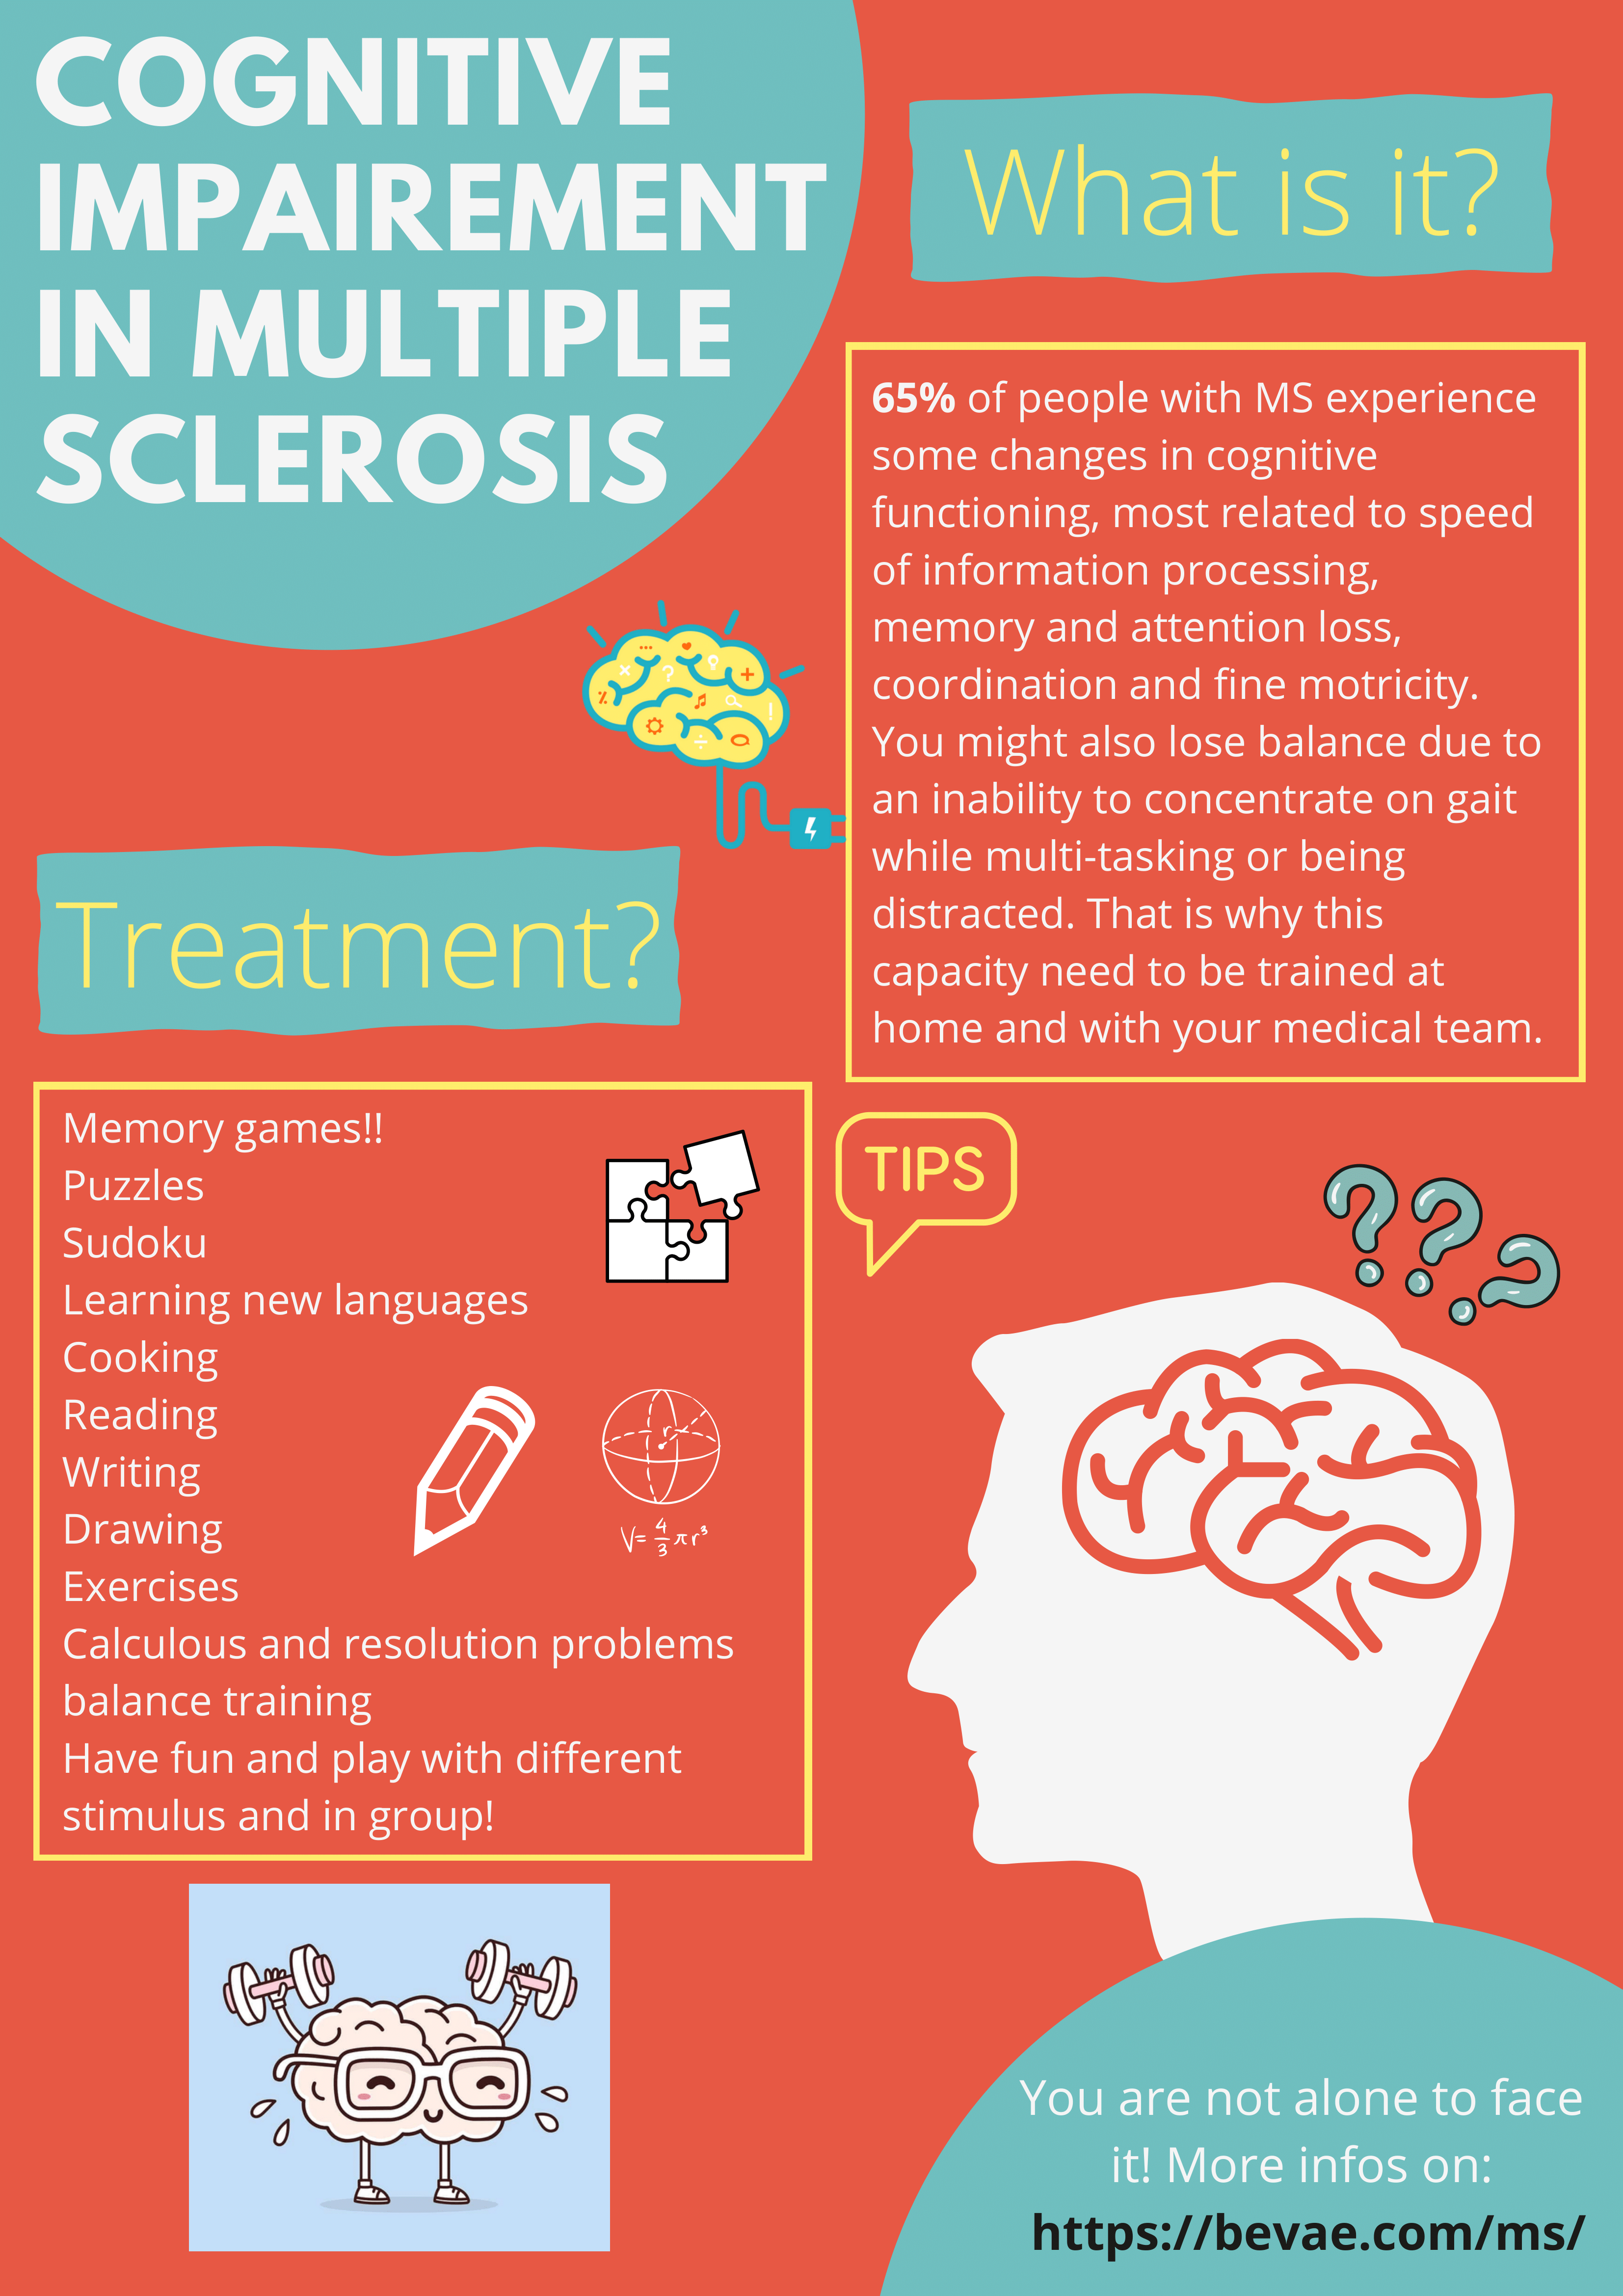 COGNITIVE
IMPAIREMENT
IN MULTIPLE
SCLEROSIS
What is it?
65% of people with MS experience
some changes in cognitive
functioning, most related to speed
of information processing,
memory and attention loss,
coordination and fine motricity.
You might also lose balance due to
an inability to concentrate on gait
while multi-tasking or being
distracted. That is why this
capacity need to be trained at
home and with your medical team.
Treatment?
Memory games!!
Puzzles
Sudoku
Learning new languages
Cooking
Reading
Writing
Drawing
Exercises
Calculous and resolution problems
balance training
Have fun and play with different
stimulus and in group!
r
V= 4/3 π r³
TIPS
???
You are not alone to face
it! More infos on:
https://bevae.com/ms/